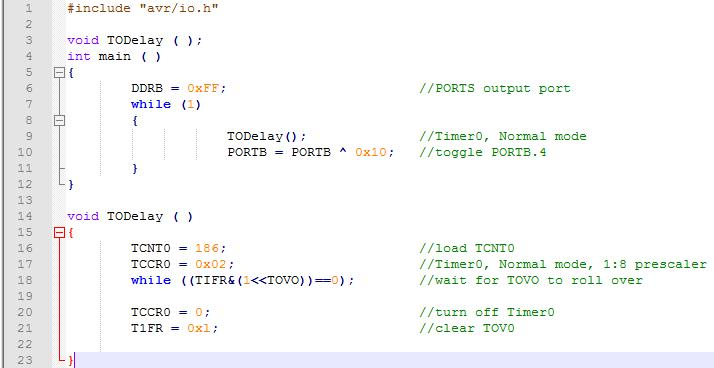 1 #include "avr/io.h"
2
3 void TODelay ( );
4 int main ( )
5 {
6 DDRB = 0xFF; //PORTS output port
7 while (1)
8 {
9 TODelay(); //Timer0, Normal mode
10 PORTB = PORTB ^ 0x10; //toggle PORTB.4
11 }
12 }
13
14 void TODelay ( )
15 {
16 TCNT0 = 186; //load TCNT0
17 TCCR0 = 0x02; //Timer0, Normal mode, 1:8 prescaler
18 while ((TIFR&(1<<TOVO))==0); //wait for TOVO to roll over
19
20 TCCR0 = 0; //turn off Timer0
21 T1FR = 0xl; //clear TOV0
22
23 }